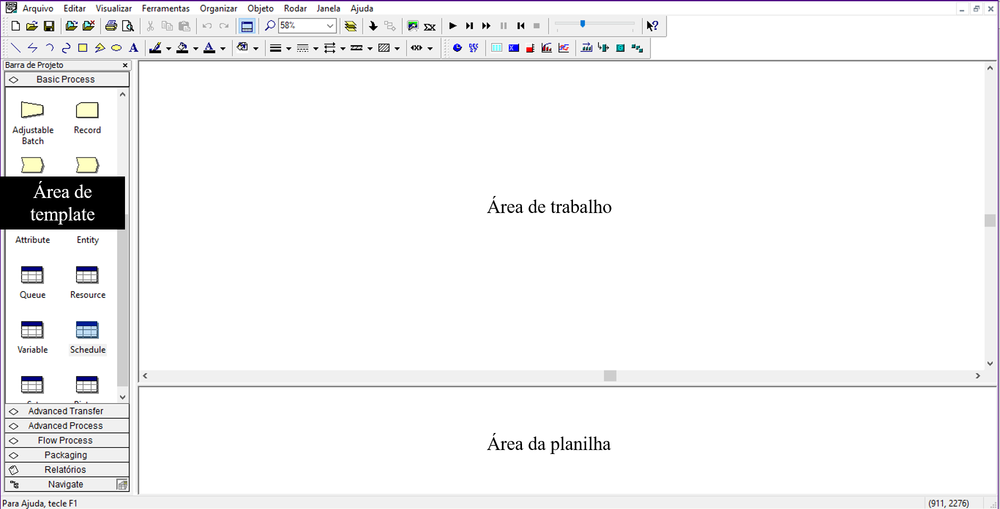 Arquivo Editar Visualizar Ferramentas Organizar Objeto Rodar Janela Ajuda
58%
A A DEC
27
Barra de Projeto
Basic Process
Adjustable Record
Batch
Área de
template
Attribute Entity
Queue Resource
Variable Schedule
Advanced Transfer
Advanced Process
Flow Process
Packaging
Relatórios
Navigate
Área de trabalho
Área da planilha
Para Ajuda, tecle F1 (911, 2276)